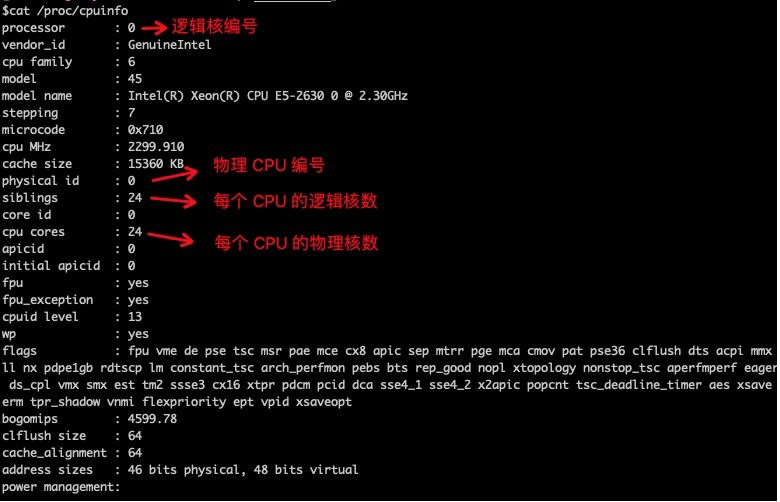 $cat /proc/cpuinfo
processor : 0 逻辑核编号
vendor_id : GenuineIntel
cpu family : 6
model : 45
model name : Intel(R) Xeon(R) CPU E5-2630 0 @ 2.30GHz
stepping : 7
microcode : 0x710
cpu MHz : 2299.910
cache size : 15360 KB
physical id : 0 物理 CPU 编号
siblings : 24 每个 CPU 的逻辑核数
core id : 0
cpu cores : 24 每个 CPU 的物理核数
apicid : 0
initial apicid : 0
fpu : yes
fpu_exception : yes
cpuid level : 13
wp : yes
flags : fpu vme de pse tsc msr pae mce cx8 apic sep mtrr pge mca cmov pat pse36 clflush dts acpi mmx
ll nx pdpe1gb rdtscp lm constant_tsc arch_perfmon pebs bts rep_good nopl xtopology nonstop_tsc aperfmperf eager
ds_cpl vmx smx est tm2 ssse3 cx16 xtpr pdcm pcid dca sse4_1 sse4_2 x2apic popcnt tsc_deadline_timer aes xsave
erm tpr_shadow vnmi flexpriority ept vpid xsaveopt
bogomips : 4599.78
clflush size : 64
cache_alignment : 64
address sizes : 46 bits physical, 48 bits virtual
power management: